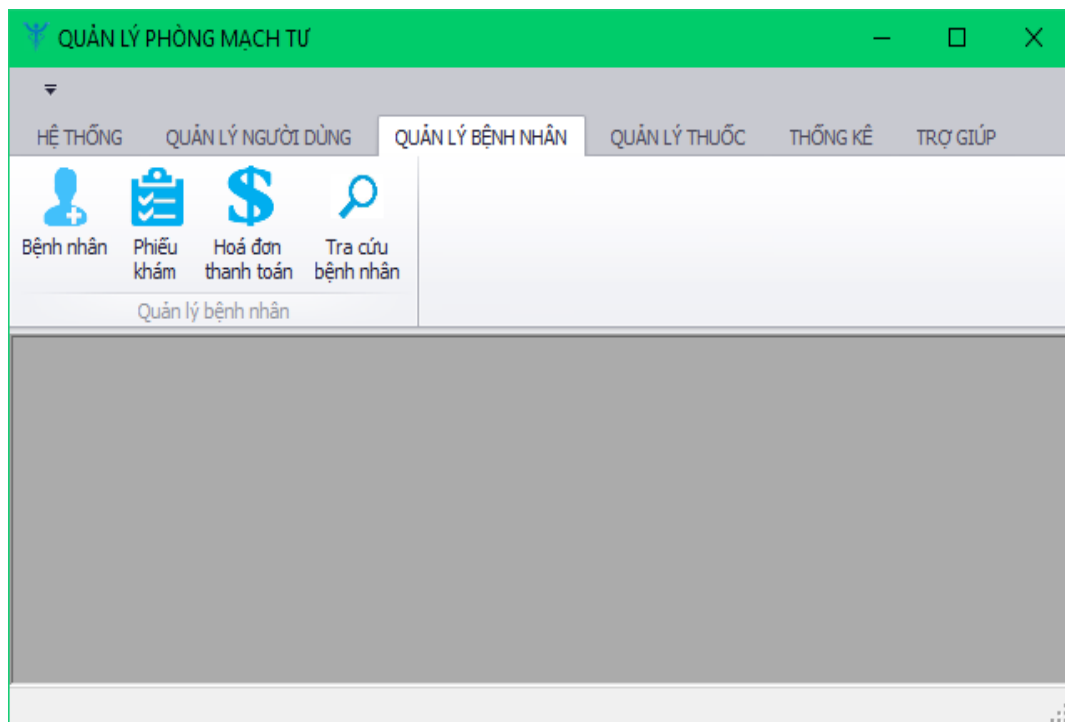 QUẢN LÝ PHÒNG MẠCH TƯ
HỆ THỐNG QUẢN LÝ NGƯỜI DÙNG QUẢN LÝ BỆNH NHÂN QUẢN LÝ THUỐC THỐNG KÊ TRỢ GIÚP
Bệnh nhân Phiếu Hoá đơn Tra cứu
khám thanh toán bệnh nhân
Quản lý bệnh nhân